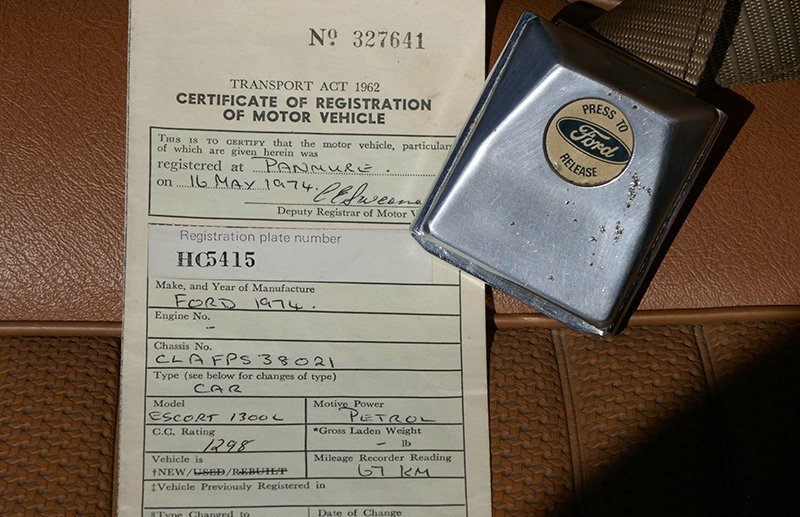 Nº 327641
TRANSPORT ACT 1962
CERTIFICATE OF REGISTRATION
OF MOTOR VEHICLE
THIS IS TO CERTIFY that the motor vehicle, particular
of which are given herein was
registered at PANMURE.
on 16 MAY 1974.
Deputy Registrar of Motor V
Registration plate number
HC5415
Make, and Year of Manufacture
FORD 1974.
Engine No.
-
Chassis No.
CLAFPS38021
Type (see below for changes of type)
CAR
Model
ESCORT 1300L
Motive Power
PETROL
C.C. Rating
1298
*Gross Laden Weight
- lb
Vehicle is
†NEW/USED/REBUILT
Mileage Recorder Reading
67 KM
‡Vehicle Previously Registered in
§Type Changed to
Date of Change
PRESS TO
Ford
RELEASE